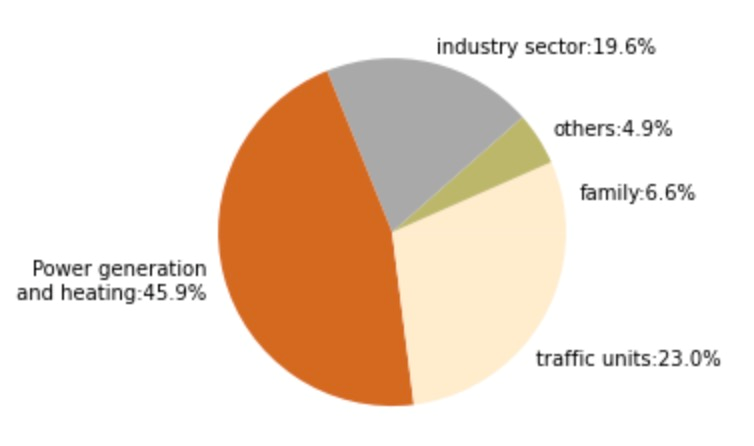 industry sector:19.6%
others:4.9%
family:6.6%
Power generation
and heating:45.9%
traffic units:23.0%